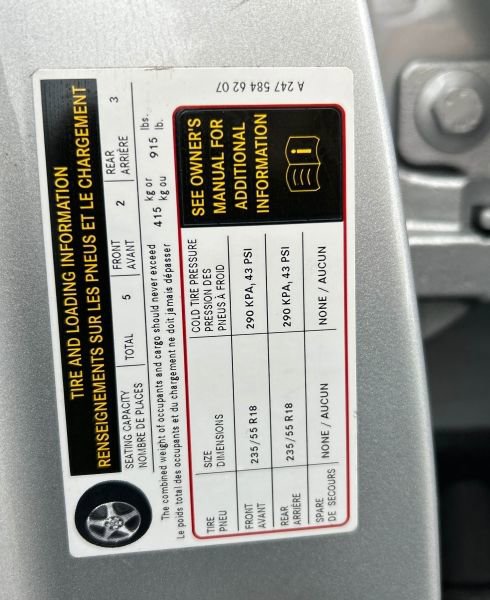 TIRE AND LOADING INFORMATION
RENSEIGNEMENTS SUR LES PNEUS ET LE CHARGEMENT
SEATING CAPACITY TOTAL 5 FRONT 2 REAR 3
NOMBRE DE PLACES AVANT ARRIÈRE
The combined weight of occupants and cargo should never exceed 415 kg or 915 lbs.
Le poids total des occupants et du chargement ne doit jamais dépasser kg ou lb.
TIRE SIZE COLD TIRE PRESSURE
PNEU DIMENSIONS PRESSION DES
PNEUS À FROID
FRONT 235/55 R18 290 KPA, 43 PSI
AVANT
REAR 235/55 R18 290 KPA, 43 PSI
ARRIÈRE
SPARE NONE / AUCUN NONE / AUCUN
DE SECOURS
SEE OWNER'S
MANUAL FOR
ADDITIONAL
INFORMATION
A 247 584 62 07